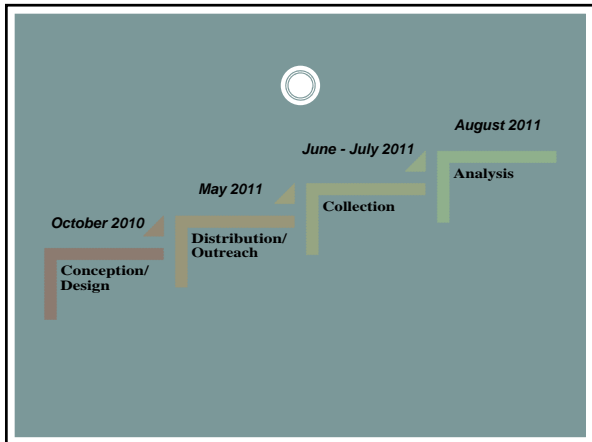 October 2010
Conception/
Design
May 2011
Distribution/
Outreach
June - July 2011
Collection
August 2011
Analysis